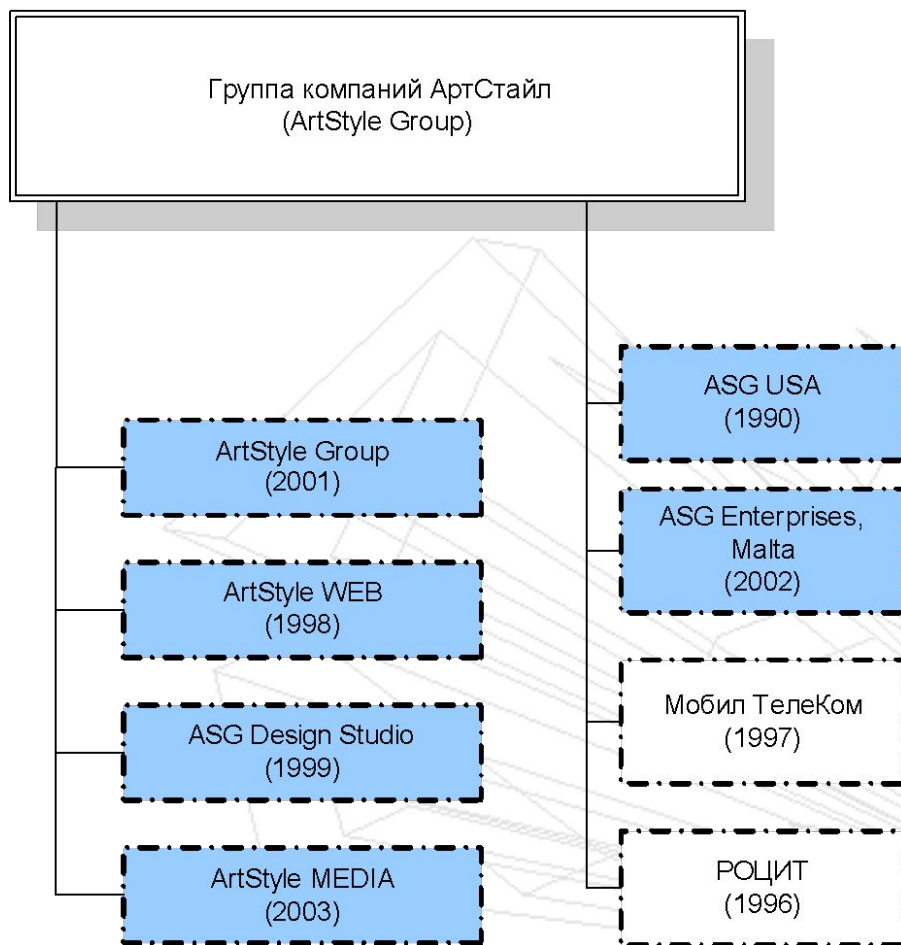 Группа компаний АртСтайл
(ArtStyle Group)
ArtStyle Group
(2001)
ArtStyle WEB
(1998)
ASG Design Studio
(1999)
ArtStyle MEDIA
(2003)
ASG USA
(1990)
ASG Enterprises,
Malta
(2002)
Мобил ТелеКом
(1997)
РОЦИТ
(1996)